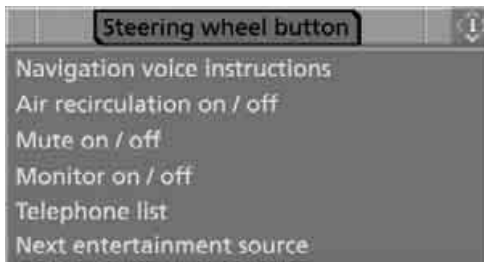 Steering wheel button
Navigation voice instructions
Air recirculation on / off
Mute on / off
Monitor on / off
Telephone list
Next entertainment source